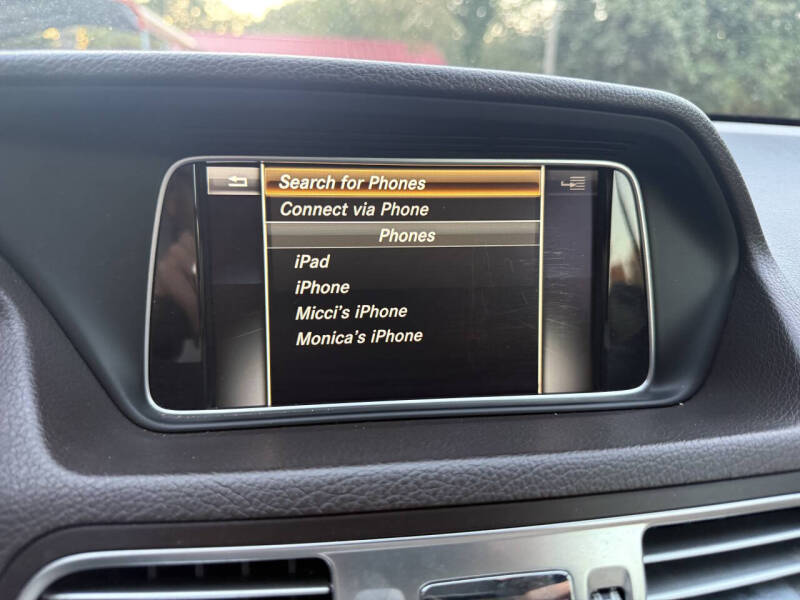 Search for Phones
Connect via Phone
Phones
iPad
iPhone
Micci's iPhone
Monica's iPhone